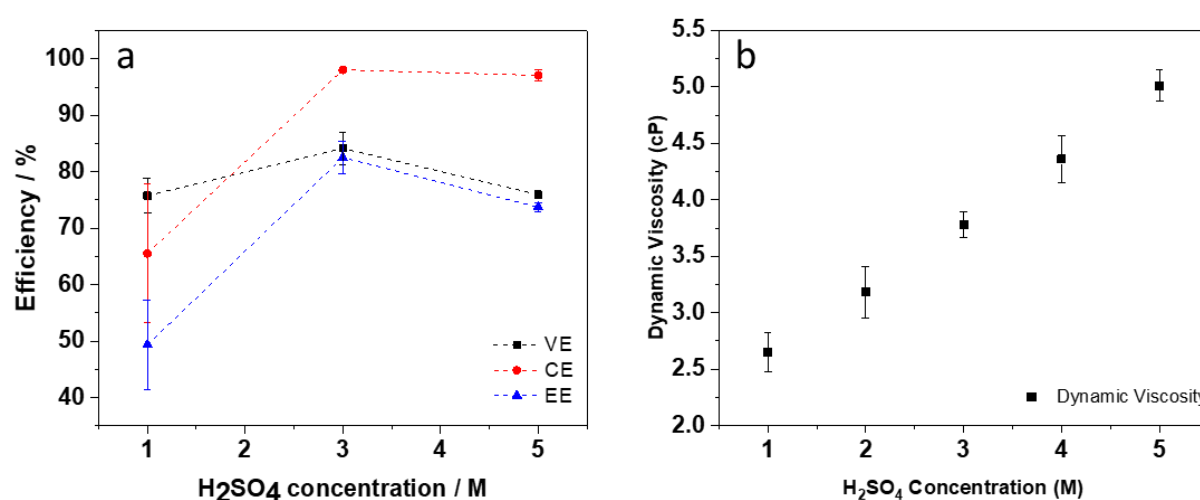 a
100
90
80
70
60
50
40
Efficiency / %
1
2
3
4
5
H2SO4 concentration / M
VE
CE
EE
b
5.5
5.0
4.5
4.0
3.5
3.0
2.5
2.0
Dynamic Viscosity (cP)
1
2
3
4
5
H2SO4 Concentration (M)
Dynamic Viscosity